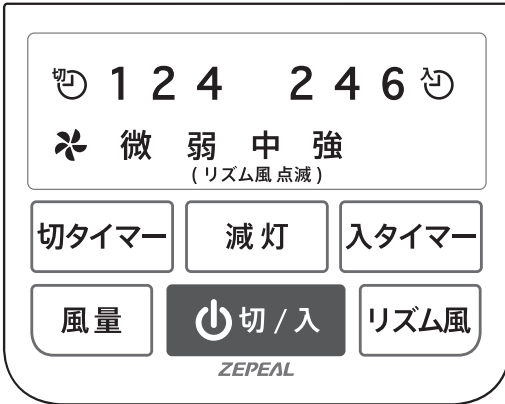 切 1 2 4 2 4 6 入
微 弱 中 強
(リズム風 点滅)
切タイマー 減灯 入タイマー
風量 切/入 リズム風
ZEPEAL